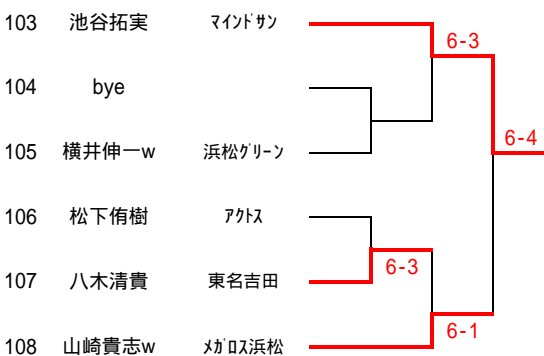 103 池谷拓実 ﾏｲﾝﾄﾞｻﾝ
6-3
104 bye
105 横井伸一w 浜松ｸﾞﾘｰﾝ
6-4
106 松下侑樹 ｱｸﾄｽ
107 八木清貴 東名吉田
6-3
108 山崎貴志w ﾒｶﾞﾛｽ浜松
6-1